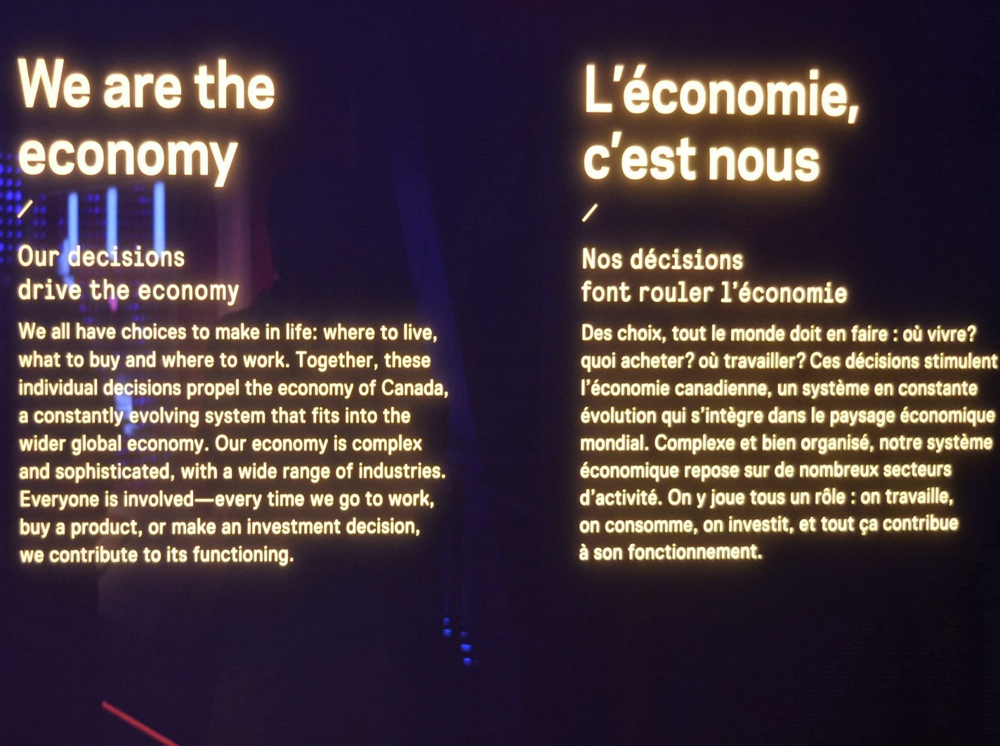 We are the
economy
/
Our decisions
drive the economy
We all have choices to make in life: where to live,
what to buy and where to work. Together, these
individual decisions propel the economy of Canada,
a constantly evolving system that fits into the
wider global economy. Our economy is complex
and sophisticated, with a wide range of industries.
Everyone is involved—every time we go to work,
buy a product, or make an investment decision,
we contribute to its functioning.
L’économie,
c’est nous
/
Nos décisions
font rouler l’économie
Des choix, tout le monde doit en faire : où vivre?
quoi acheter? où travailler? Ces décisions stimulent
l’économie canadienne, un système en constante
évolution qui s’intègre dans le paysage économique
mondial. Complexe et bien organisé, notre système
économique repose sur de nombreux secteurs
d’activité. On y joue tous un rôle : on travaille,
on consomme, on investit, et tout ça contribue
à son fonctionnement.